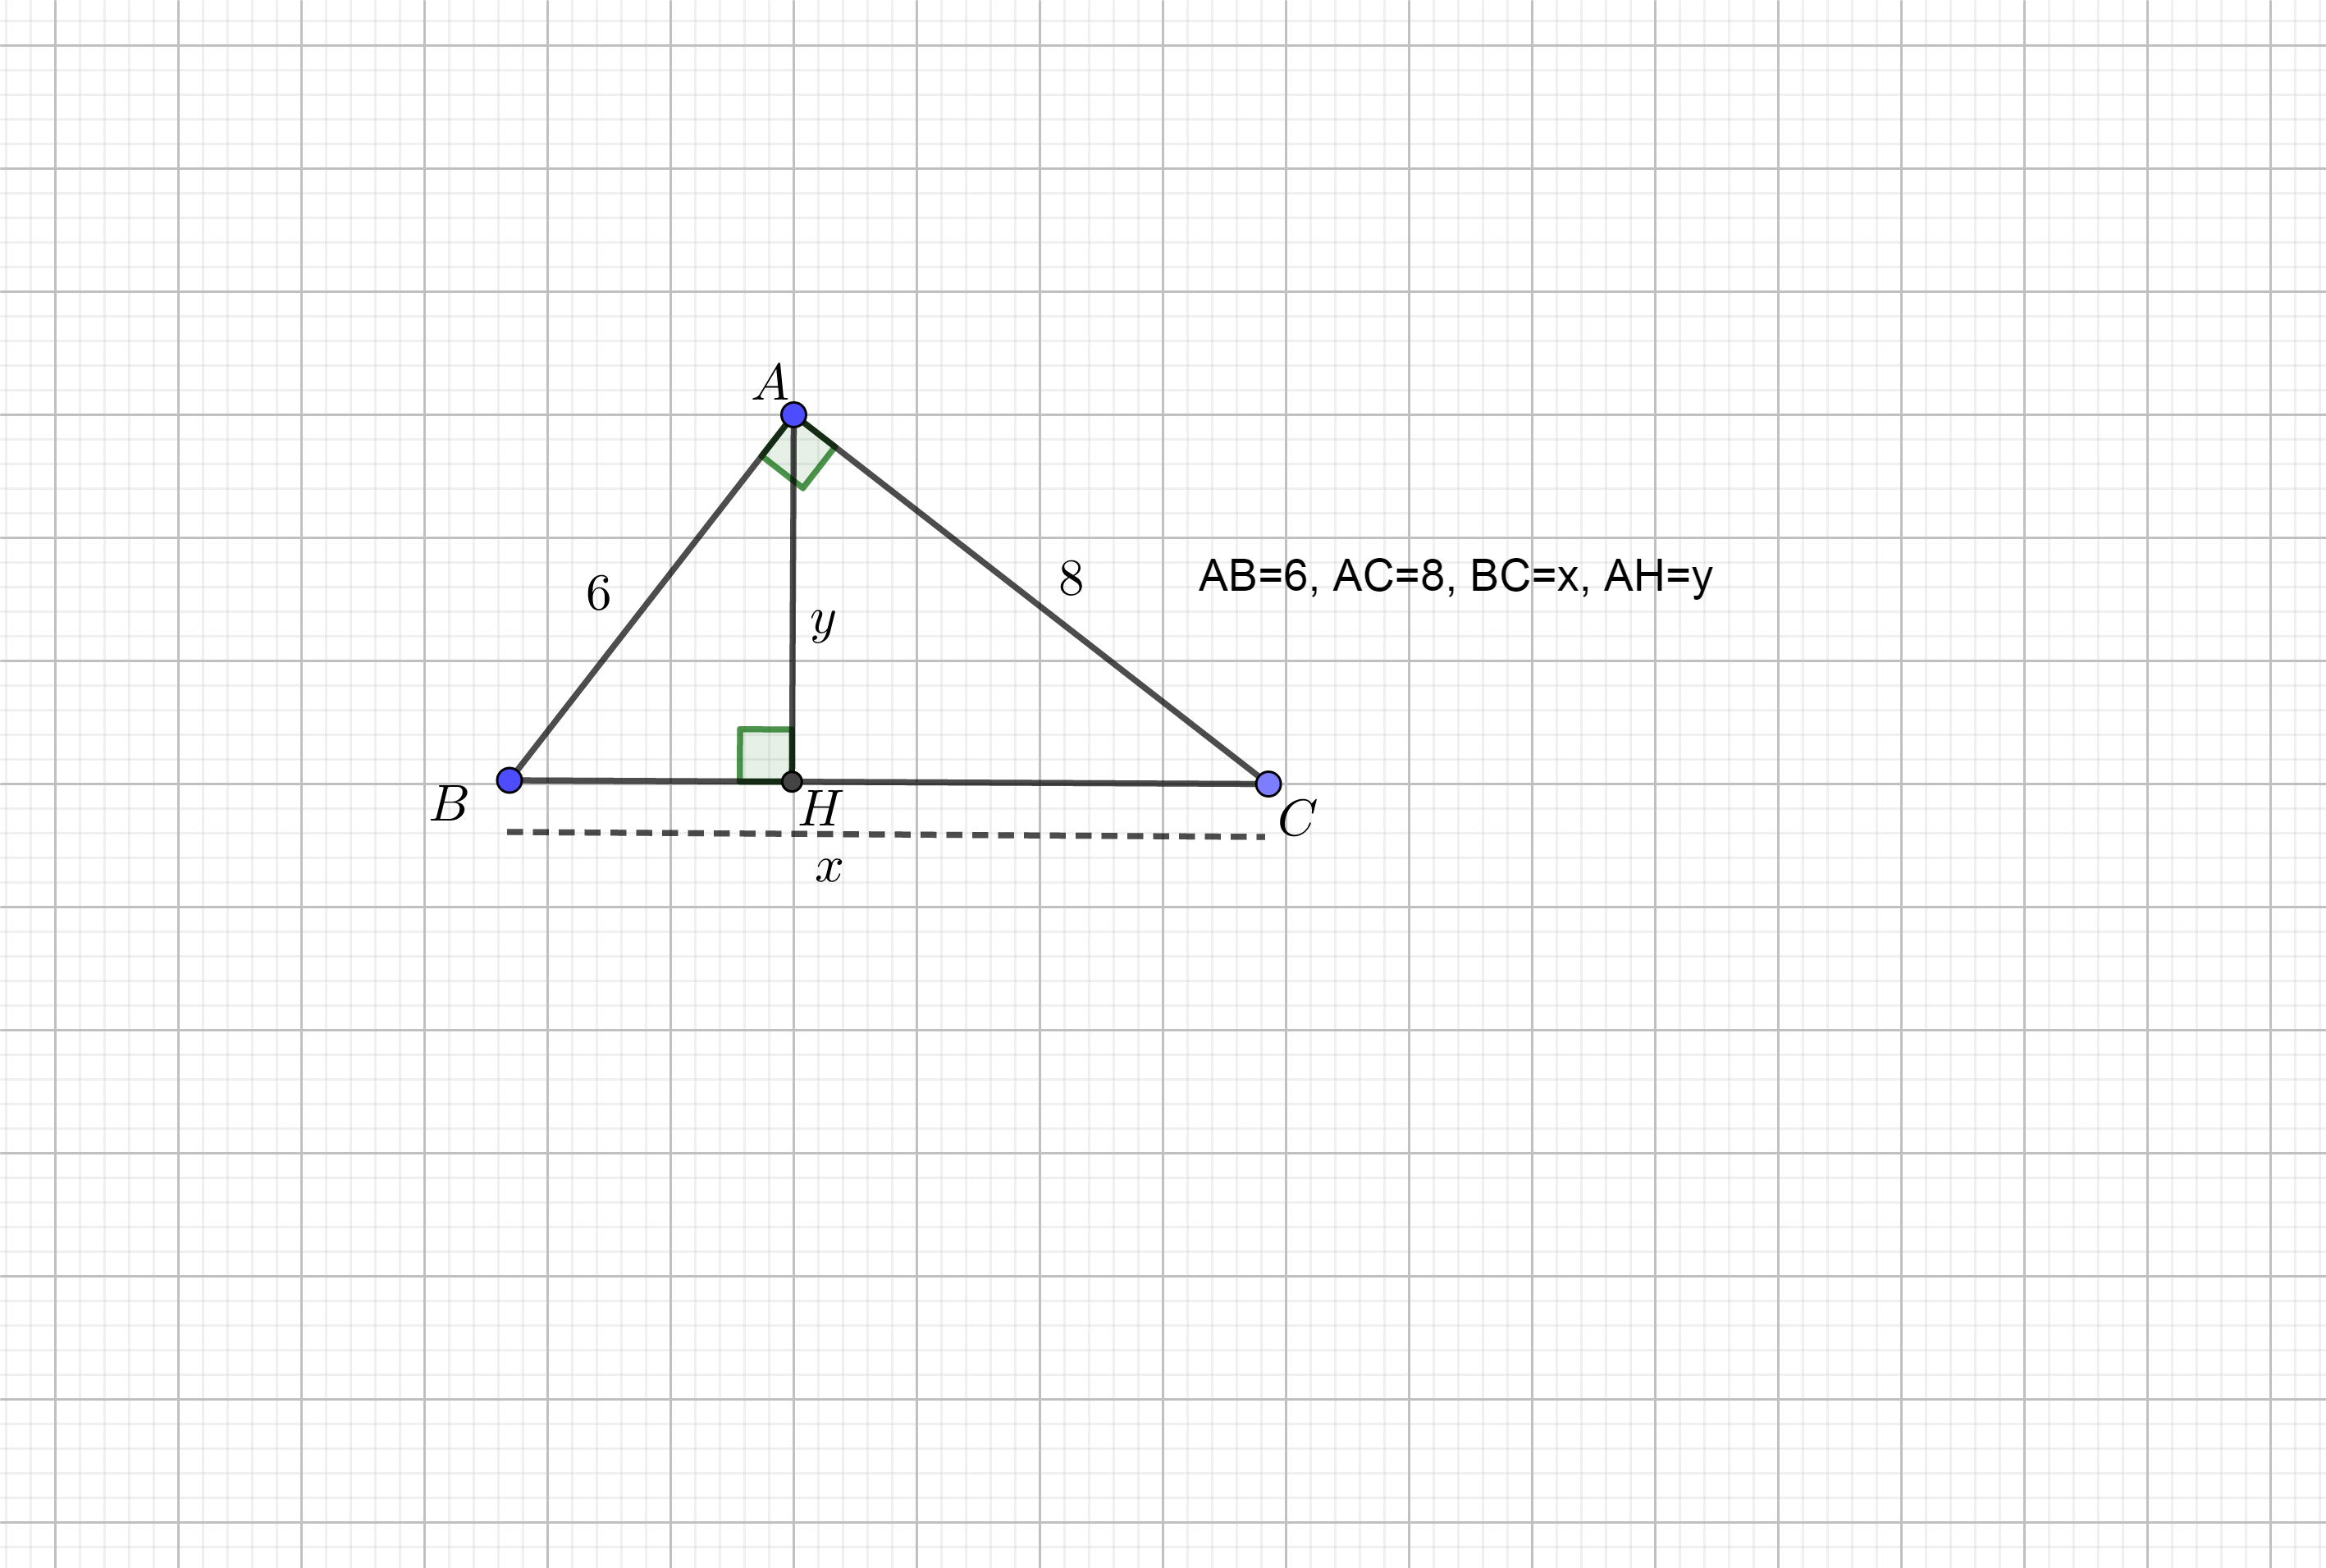 A
6
8
AB=6, AC=8, BC=x, AH=y
y
B
H
C
x